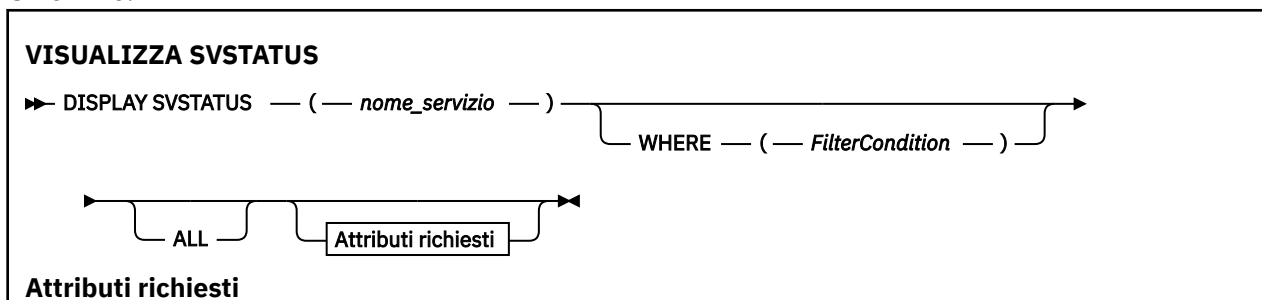 VISUALIZZA SVSTATUS
DISPLAY SVSTATUS ( nome_servizio )
WHERE ( FilterCondition )
ALL Attributi richiesti
Attributi richiesti